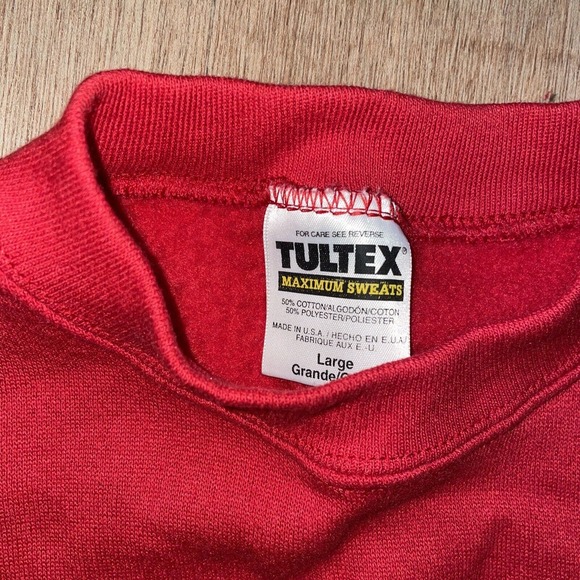 FOR CARE SEE REVERSE
TULTEX®
MAXIMUM SWEATS
50% COTTON/ALGODÓN/COTON
50% POLYESTER/POLIESTER
MADE IN U.S.A. / HECHO EN E.U.A/
FABRIQUE AUX E.-U.
Large
Grande/G